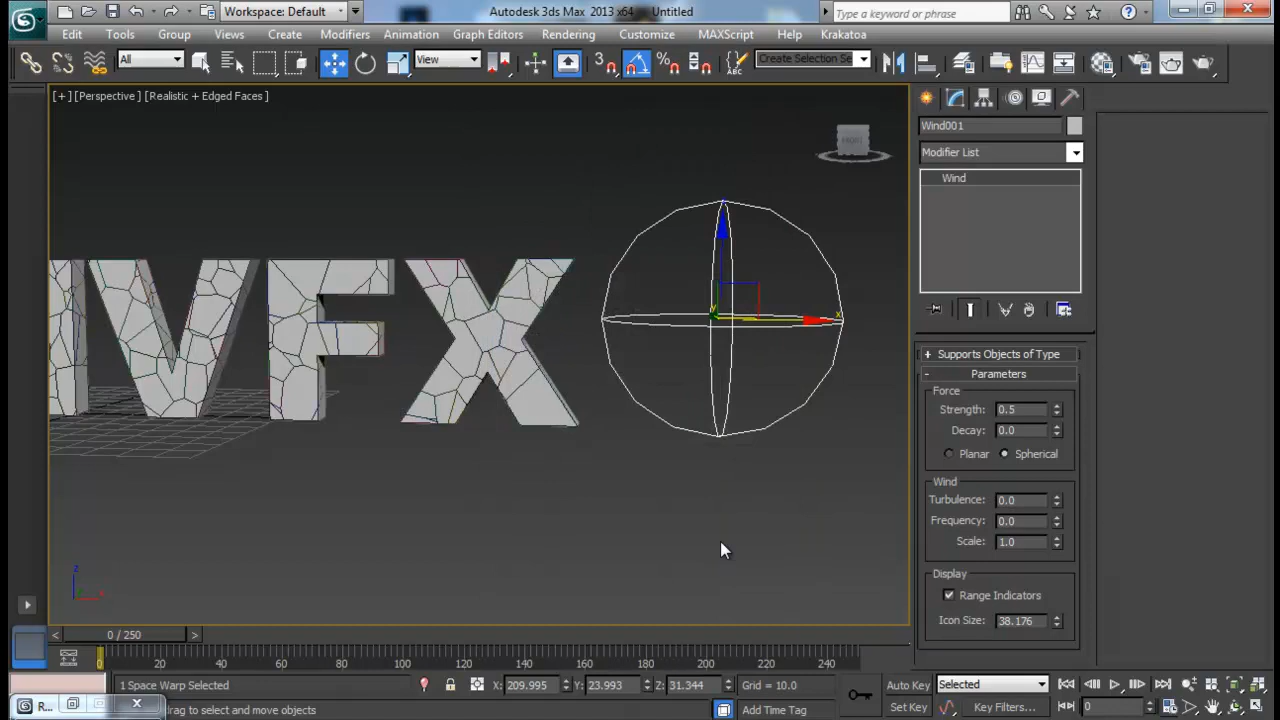 Workspace: Default
Autodesk 3ds Max 2013 x64 - Untitled
Type a keyword or phrase
Edit Tools Group Views Create Modifiers Animation Graph Editors Rendering Customize MAXScript Help Krakatoa
All View 3 Create Selection Se
[+] [Perspective] [Realistic + Edged Faces]
FRONT
Wind001
Modifier List
Wind
VFX
z
y
x
+ Supports Objects of Type
- Parameters
Force
Strength: 0.5
Decay: 0.0
Planar Spherical
Wind
Turbulence: 0.0
Frequency: 0.0
Scale: 1.0
Display
Range Indicators
Icon Size: 38.176
< 0 / 250 >
0 20 40 60 80 100 120 140 160 180 200 220 240
1 Space Warp Selected X: 209.995 Y: 23.993 Z: 31.344 Grid = 10.0 Auto Key Selected
R... drag to select and move objects Add Time Tag Set Key Key Filters... 0